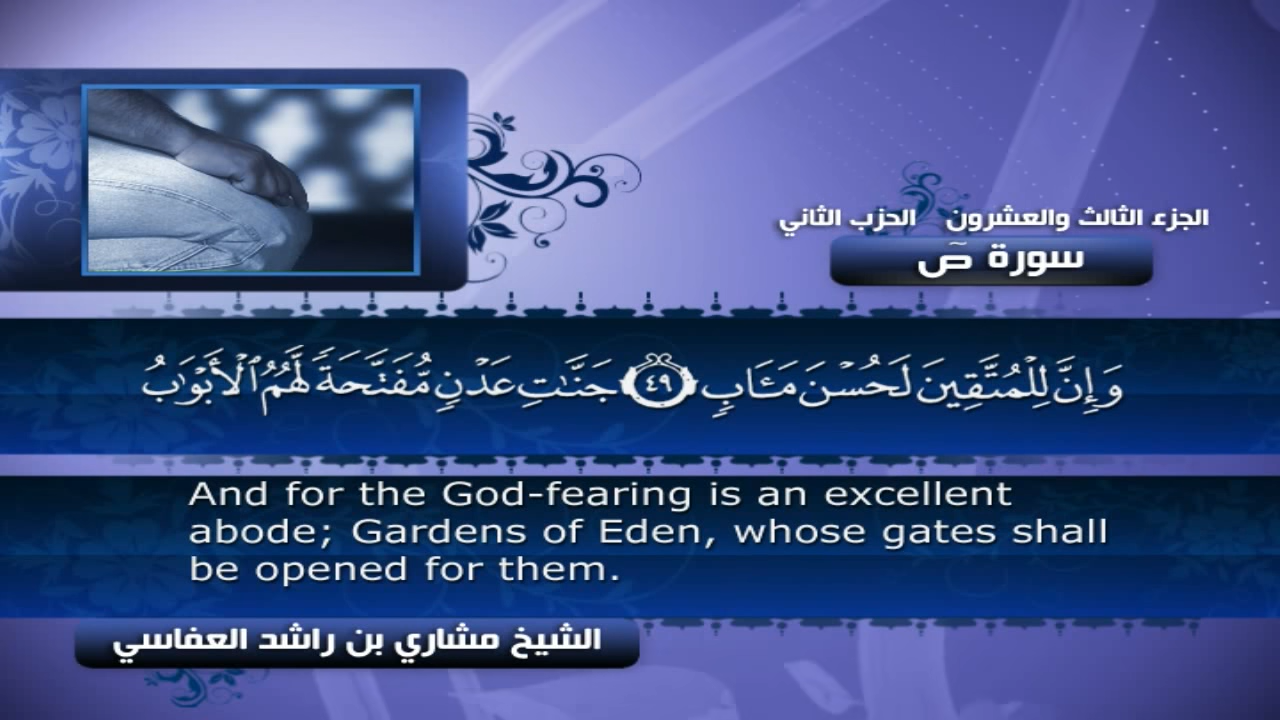 الجزء الثالث والعشرون الحزب الثاني
سورة صٓ
وَإِنَّ لِلْمُتَّقِينَ لَحُسْنَ مَـَٔابٍ ٤٩ جَنَّـٰتِ عَدْنٍ مُّفَتَّحَةً لَّهُمُ ٱلْأَبْوَٰبُ
And for the God-fearing is an excellent
abode; Gardens of Eden, whose gates shall
be opened for them.
الشيخ مشاري بن راشد العفاسي